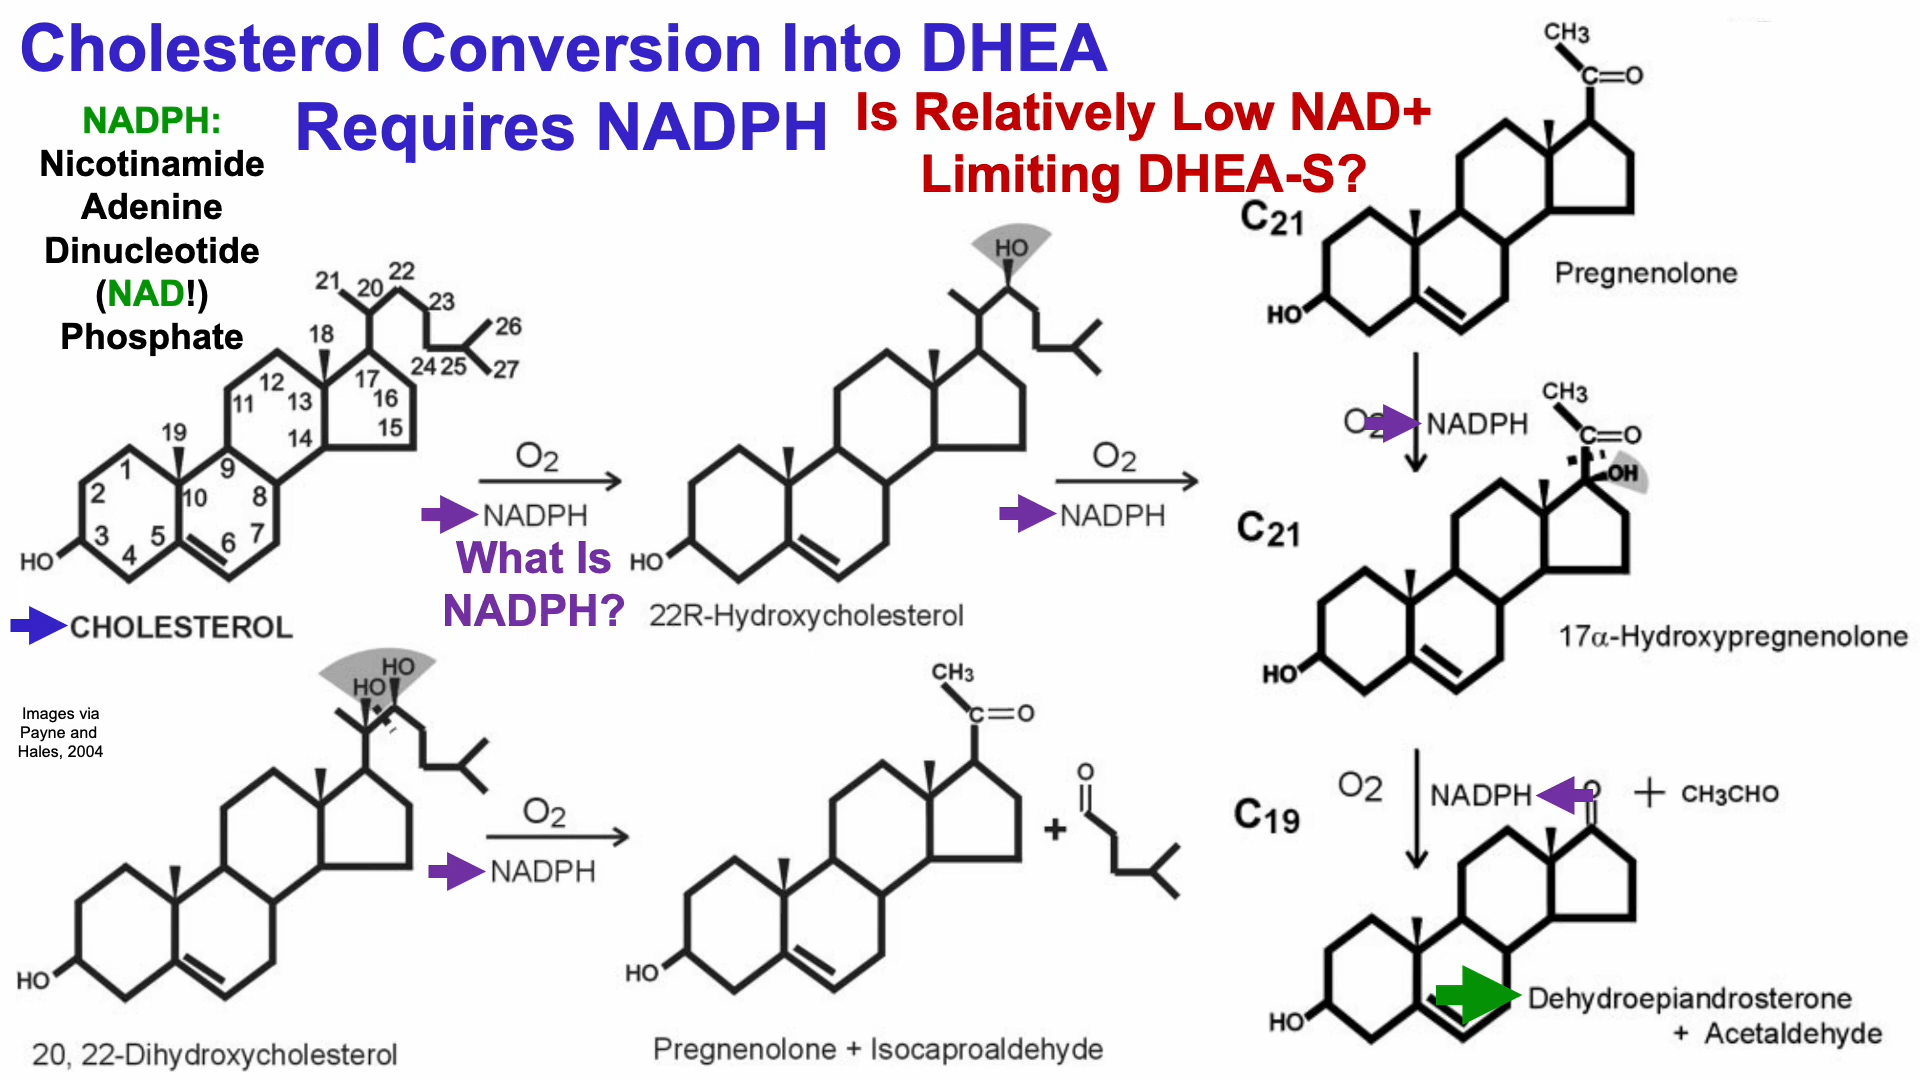 Cholesterol Conversion Into DHEA
Requires NADPH
Is Relatively Low NAD+
Limiting DHEA-S?
NADPH:
Nicotinamide
Adenine
Dinucleotide
(NAD!)
Phosphate
21
20
22
23
24
25
26
27
18
12
11
13
17
16
15
14
19
1
2
3
4
5
6
7
8
9
10
HO
CHOLESTEROL
O2
NADPH
What Is
NADPH?
HO
HO
22R-Hydroxycholesterol
O2
NADPH
CH3
C=O
C21
HO
Pregnenolone
O2
NADPH
CH3
C=O
OH
C21
HO
17α-Hydroxypregnenolone
O2
NADPH
O
+ CH3CHO
C19
HO
Dehydroepiandrosterone
+ Acetaldehyde
Images via
Payne and
Hales, 2004
HO
HO
HO
20, 22-Dihydroxycholesterol
O2
NADPH
CH3
C=O
HO
+
O
Pregnenolone + Isocaproaldehyde